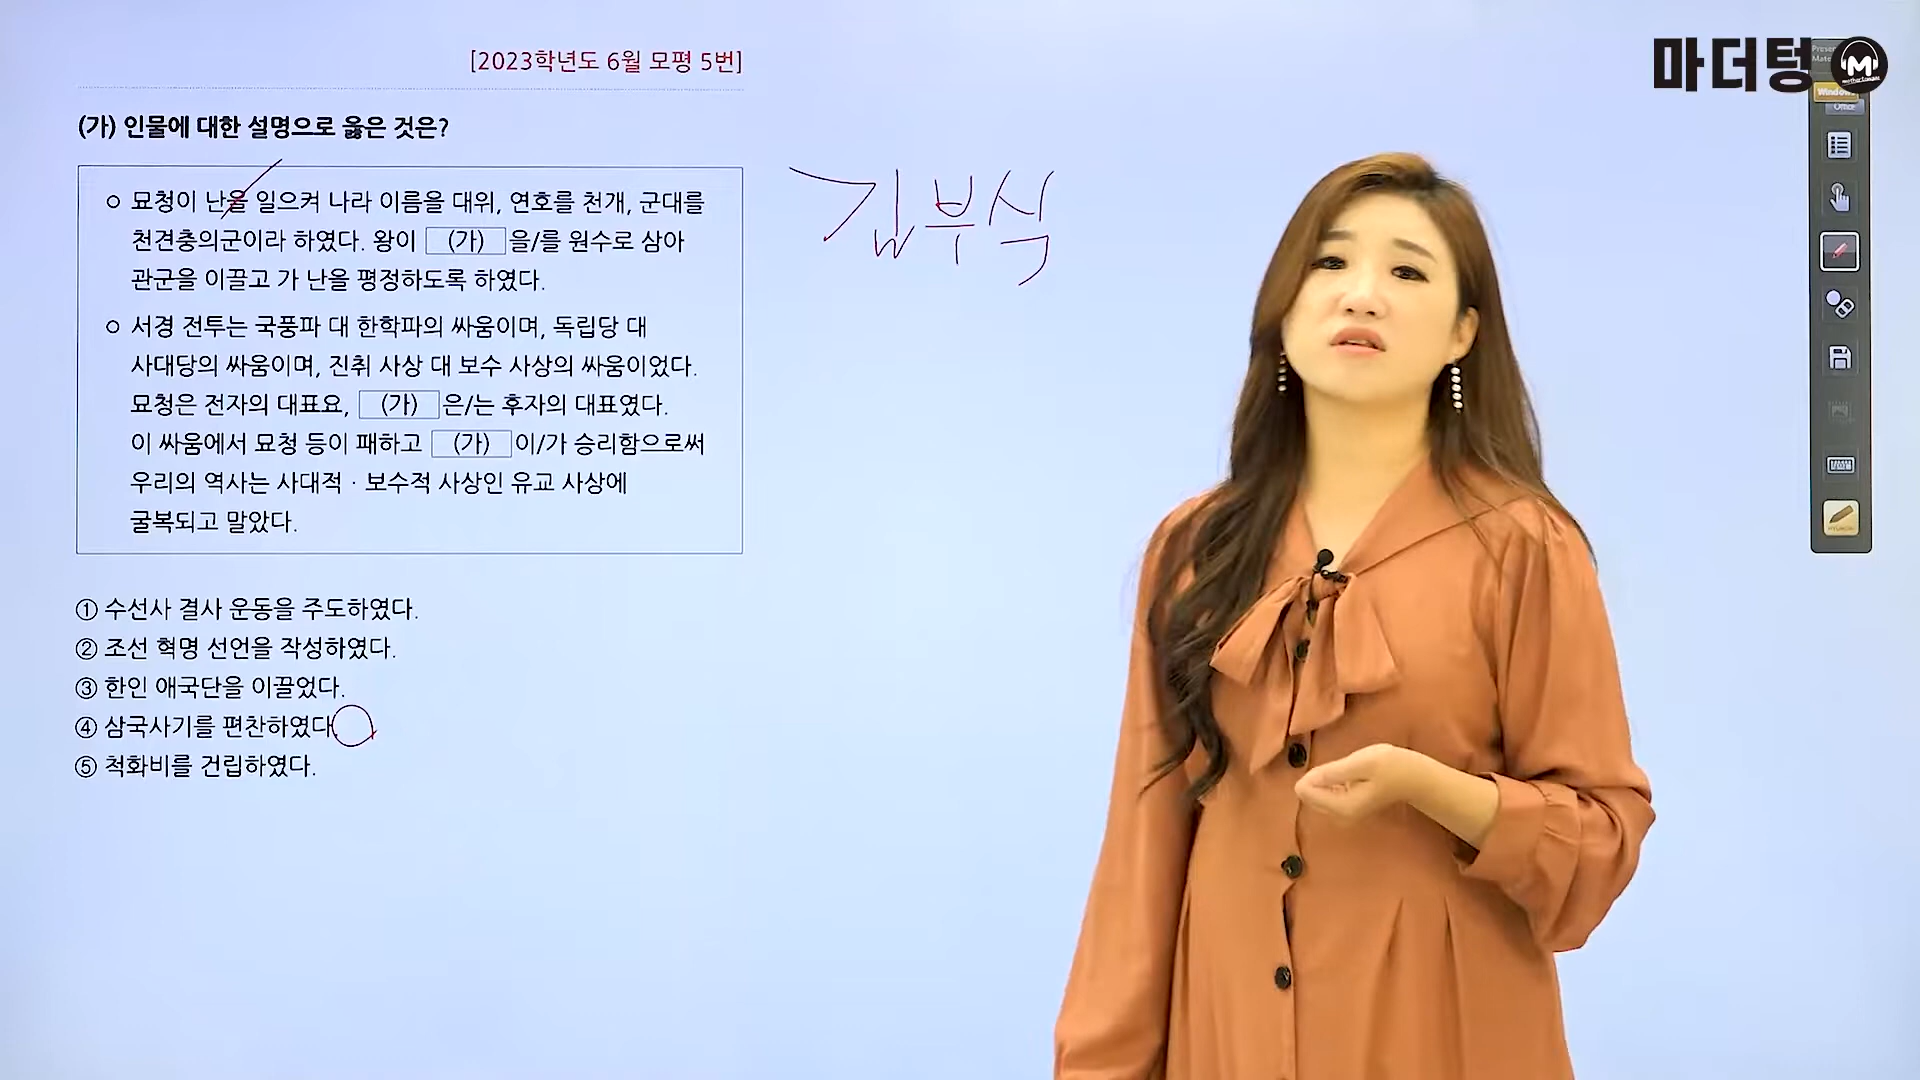 [2023학년도 6월 모평 5번]
(가) 인물에 대한 설명으로 옳은 것은?
○ 묘청이 난을 일으켜 나라 이름을 대위, 연호를 천개, 군대를
천견충의군이라 하였다. 왕이 (가) 을/를 원수로 삼아
관군을 이끌고 가 난을 평정하도록 하였다.
○ 서경 전투는 국풍파 대 한학파의 싸움이며, 독립당 대
사대당의 싸움이며, 진취 사상 대 보수 사상의 싸움이었다.
묘청은 전자의 대표요, (가) 은/는 후자의 대표였다.
이 싸움에서 묘청 등이 패하고 (가) 이/가 승리함으로써
우리의 역사는 사대적 · 보수적 사상인 유교 사상에
굴복되고 말았다.
① 수선사 결사 운동을 주도하였다.
② 조선 혁명 선언을 작성하였다.
③ 한인 애국단을 이끌었다.
④ 삼국사기를 편찬하였다.
⑤ 척화비를 건립하였다.
김부식
마더텅
M
Windows
Office